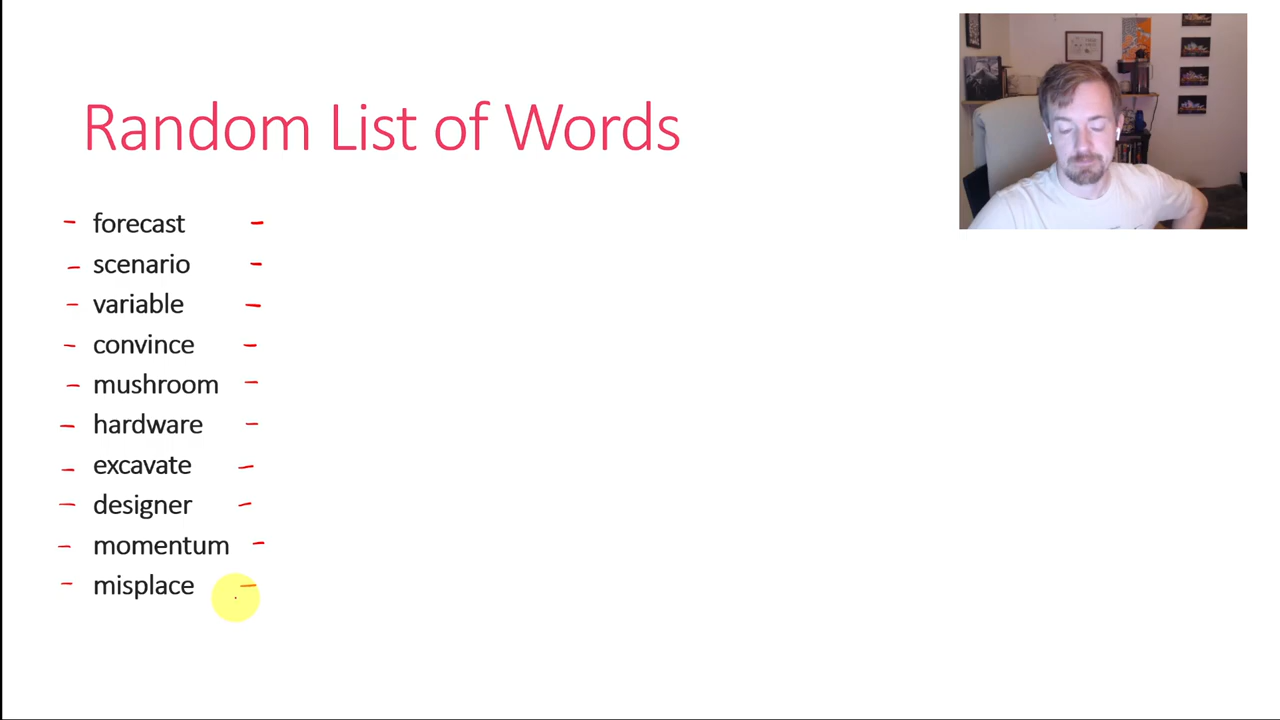 Random List of Words
forecast
scenario
variable
convince
mushroom
hardware
excavate
designer
momentum
misplace